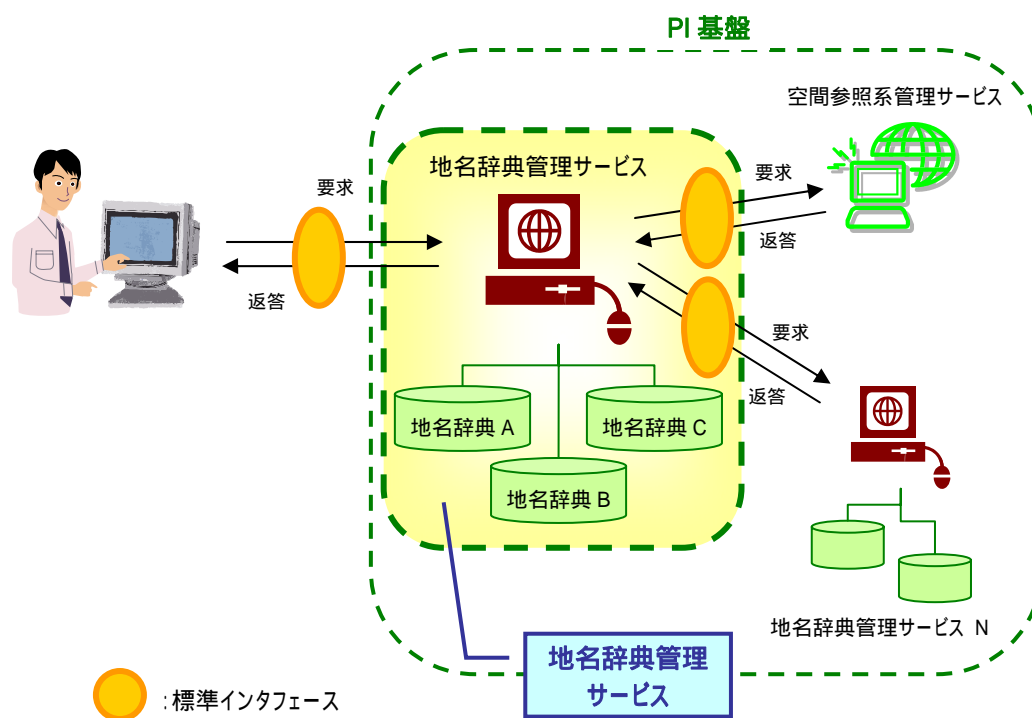 PI 基盤
空間参照系管理サービス
地名辞典管理サービス
要求
要求
返答
返答
要求
返答
地名辞典 A
地名辞典 C
地名辞典 B
地名辞典管理サービス N
地名辞典管理
サービス
:標準インタフェース